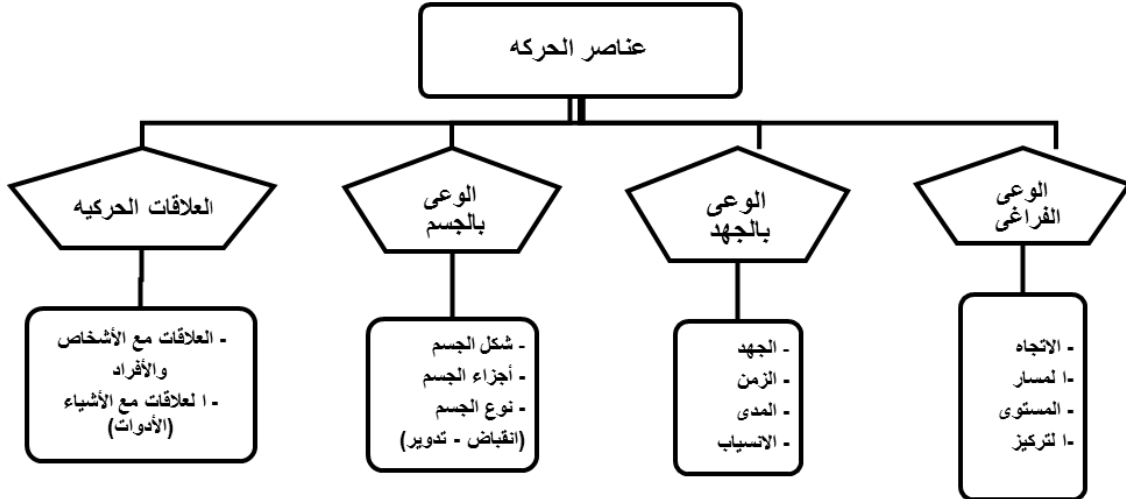 عناصر الحركه
الوعى
الفراغى
الوعى
بالجهد
الوعى
بالجسم
العلاقات الحركيه
- الاتجاه
-ا لمسار
- المستوى
-ا لتركيز
- الجهد
- الزمن
- المدى
- الانسياب
- شكل الجسم
- أجزاء الجسم
- نوع الجسم
(انقباض - تدوير)
- العلاقات مع الأشخاص
والأفراد
- ا لعلاقات مع الأشياء
(الأدوات)